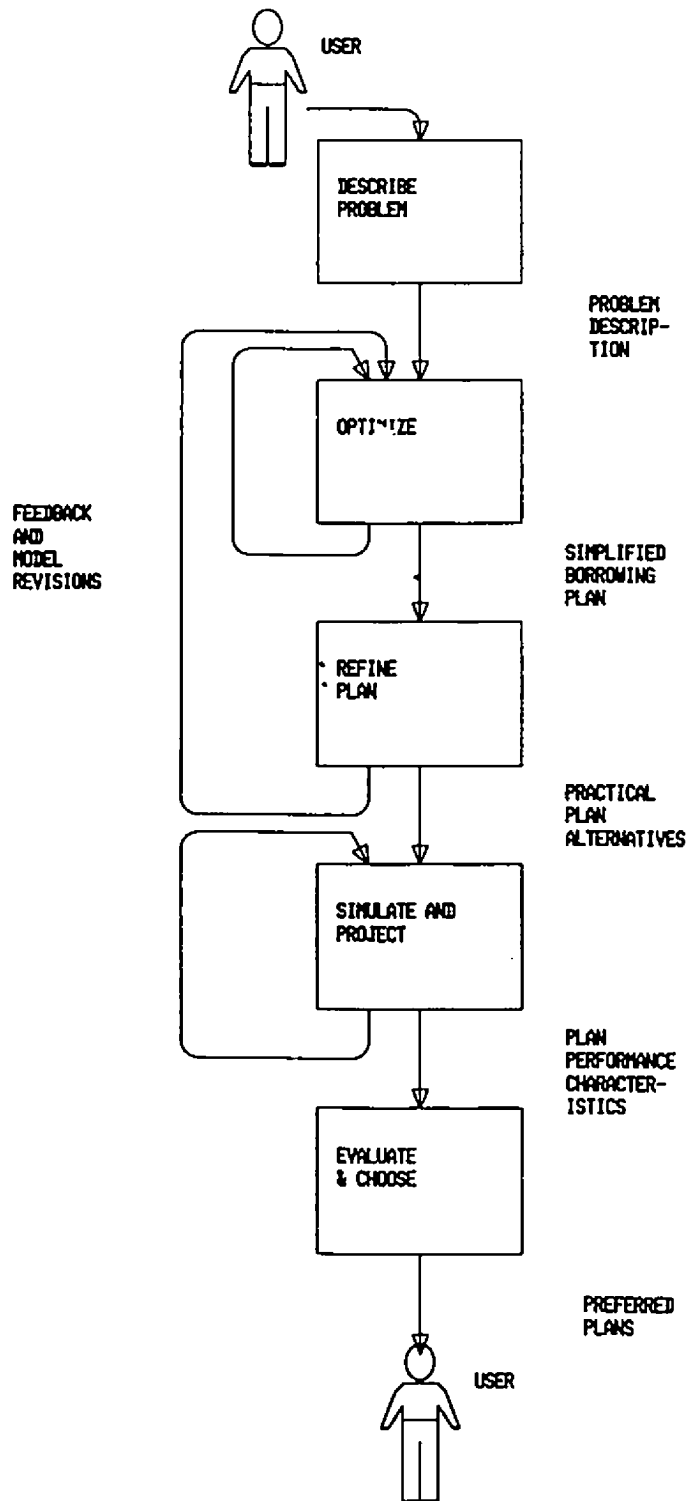 USER
DESCRIBE
PROBLEM
PROBLEM
DESCRIP-
TION
OPTIMIZE
FEEDBACK
AND
MODEL
REVISIONS
SIMPLIFIED
BORROWING
PLAN
REFINE
PLAN
PRACTICAL
PLAN
ALTERNATIVES
SIMULATE AND
PROJECT
PLAN
PERFORMANCE
CHARACTER-
ISTICS
EVALUATE
& CHOOSE
PREFERRED
PLANS
USER